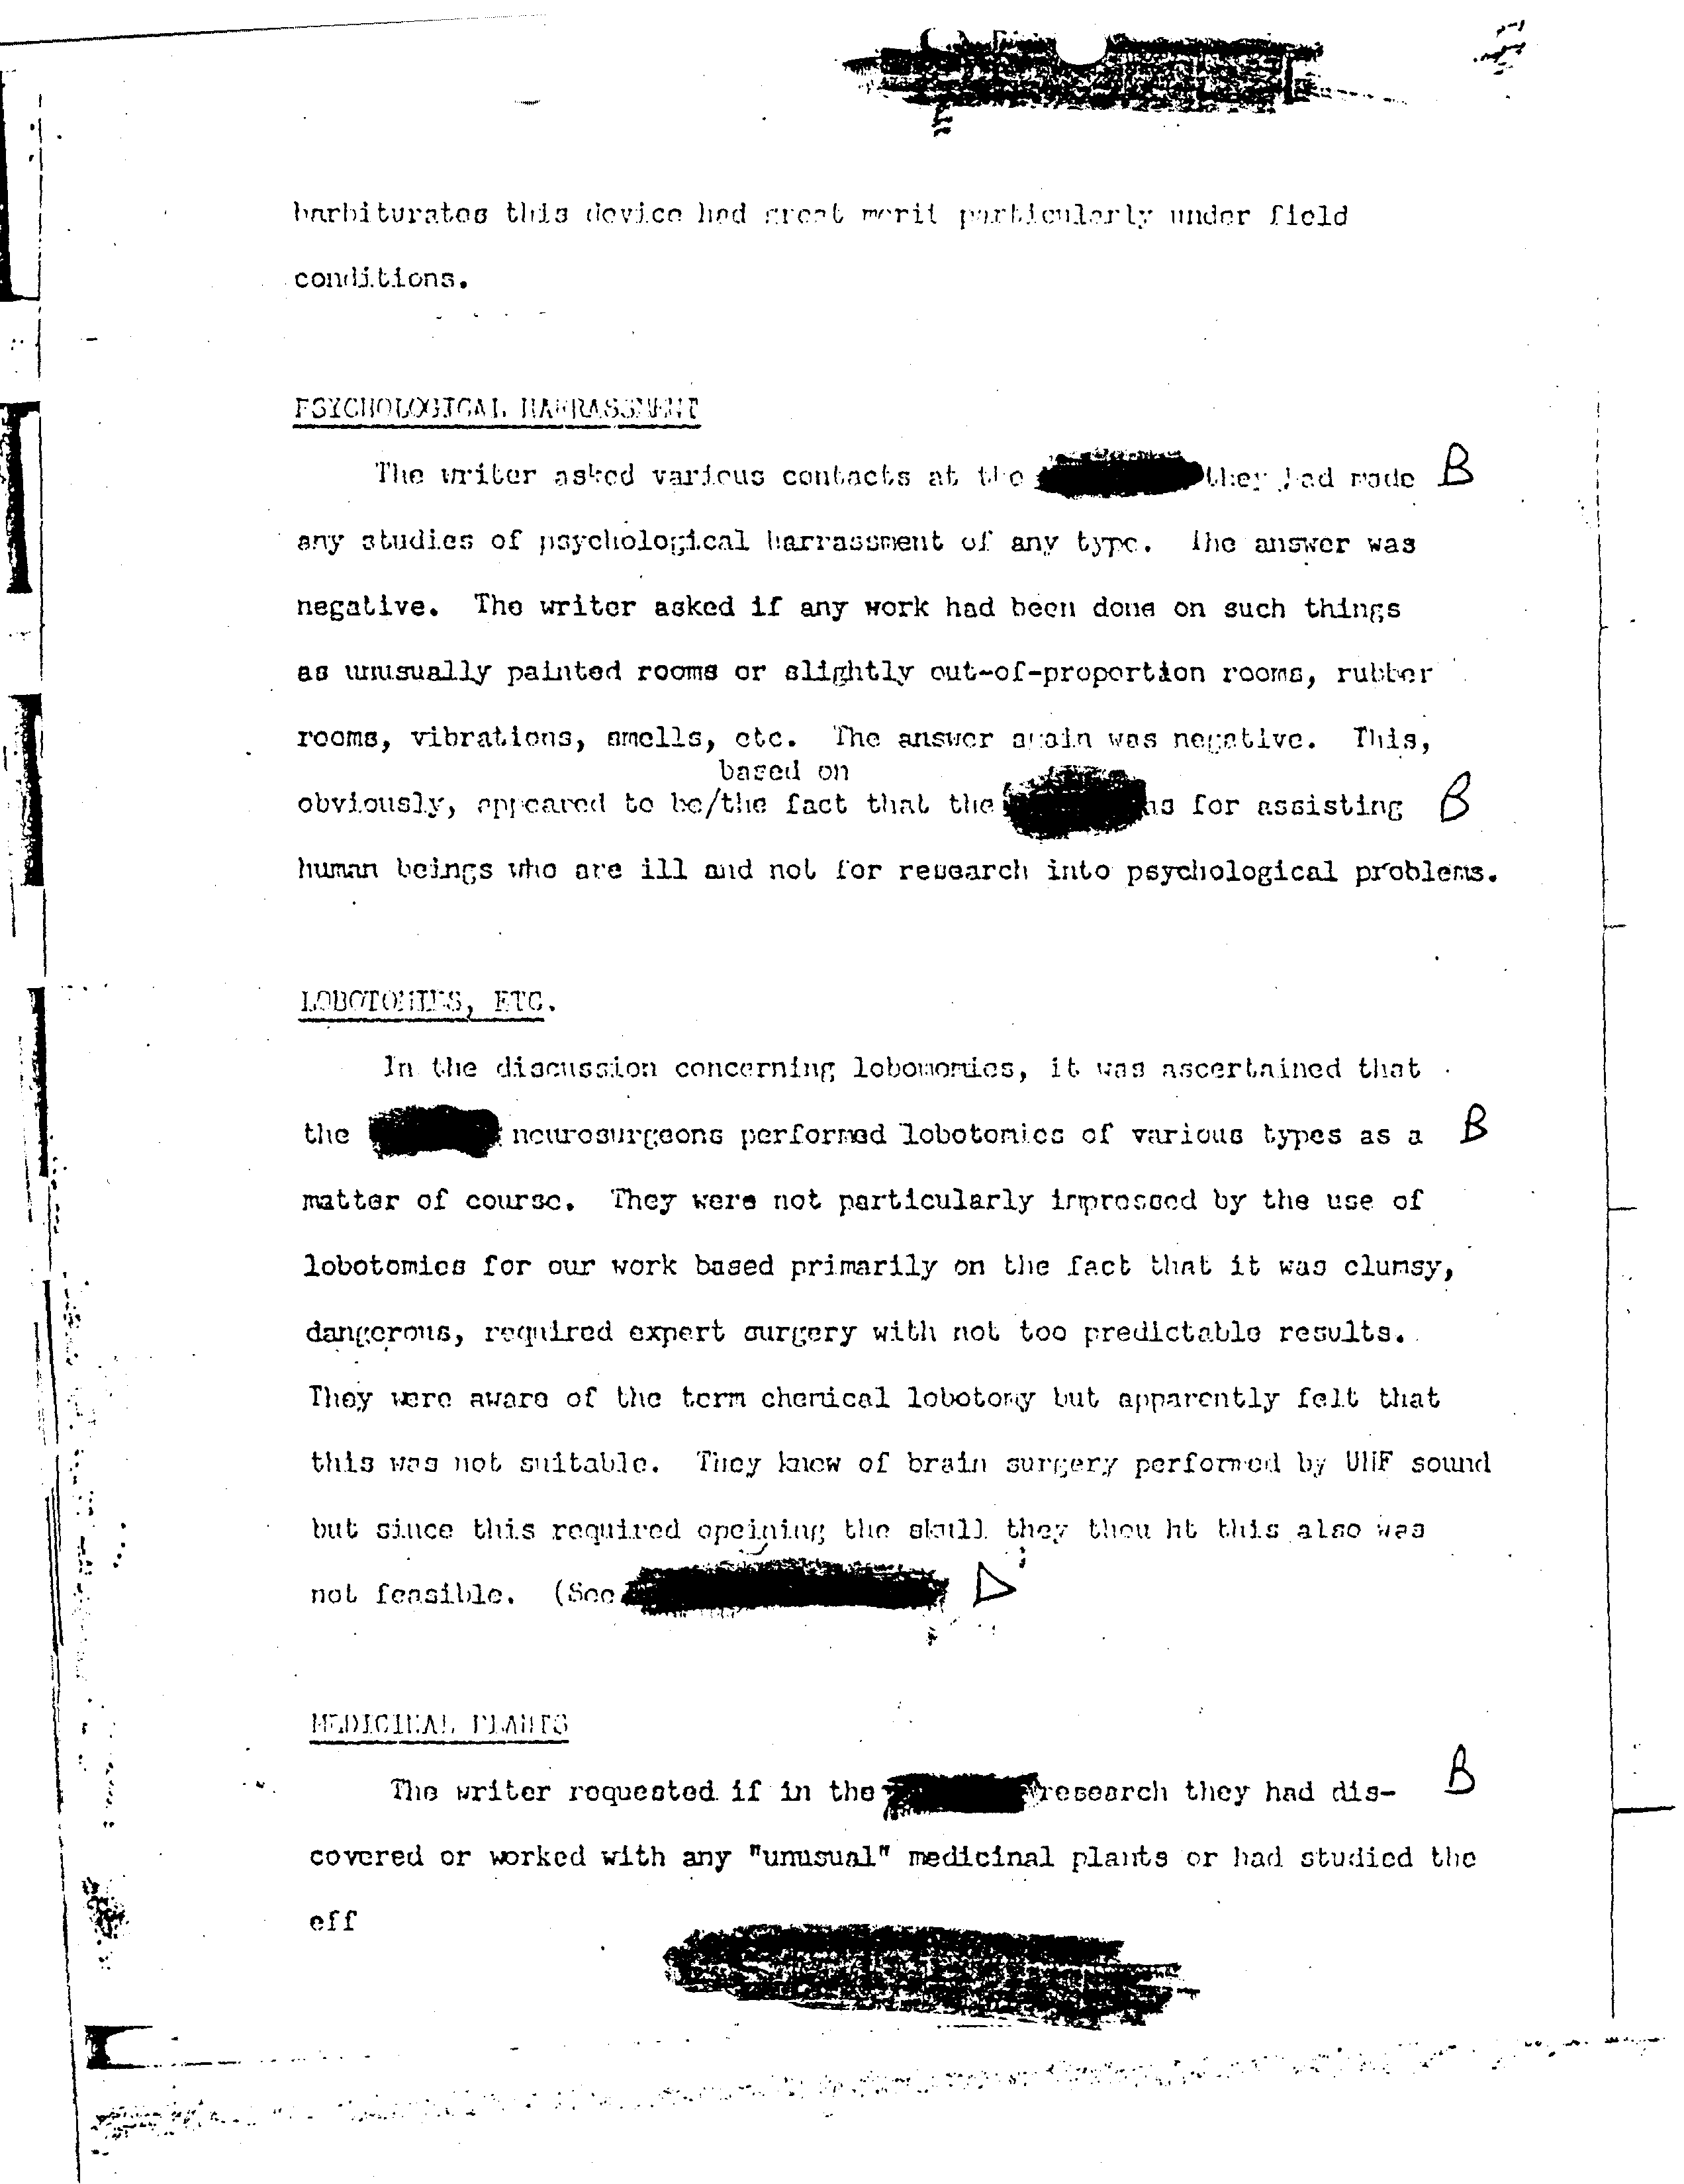 barbiturates this device had great merit particularly under field
conditions.
PSYCHOLOGICAL HARRASSMENT
The writer asked various contacts at the they had made B
any studies of psychological harrassment of any type. The answer was
negative. The writer asked if any work had been done on such things
as unusually painted rooms or slightly out-of-proportion rooms, rubber
rooms, vibrations, smells, etc. The answer again was negative. This,
based on
obviously, appeared to be/the fact that the for assisting B
human beings who are ill and not for research into psychological problems.
LOBOTOMIES, ETC.
In the discussion concerning it was ascertained that
the neurosurgeons performed lobotomies of various types as a B
matter of course. They were not particularly impressed by the use of
lobotomies for our work based primarily on the fact that it was clumsy,
dangerous, required expert surgery with not too predictable results.
They were aware of the term chemical lobotomy but apparently felt that
this was not suitable. They knew of brain surgery performed by UHF sound
but since this required the skull they thou ht this also was
not feasible. (See
MEDICINAL PLANTS
The writer requested if in the research they had dis- B
covered or worked with any "unusual" medicinal plants or had studied the
eff